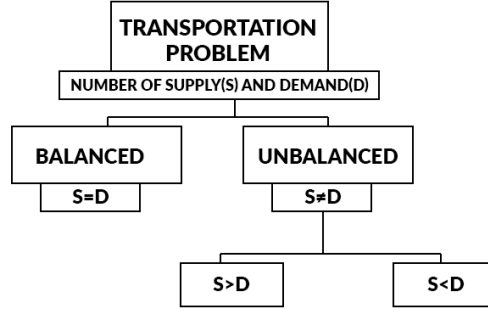 TRANSPORTATION
PROBLEM
NUMBER OF SUPPLY(S) AND DEMAND(D)
BALANCED
UNBALANCED
S=D
S≠D
S>D
S<D